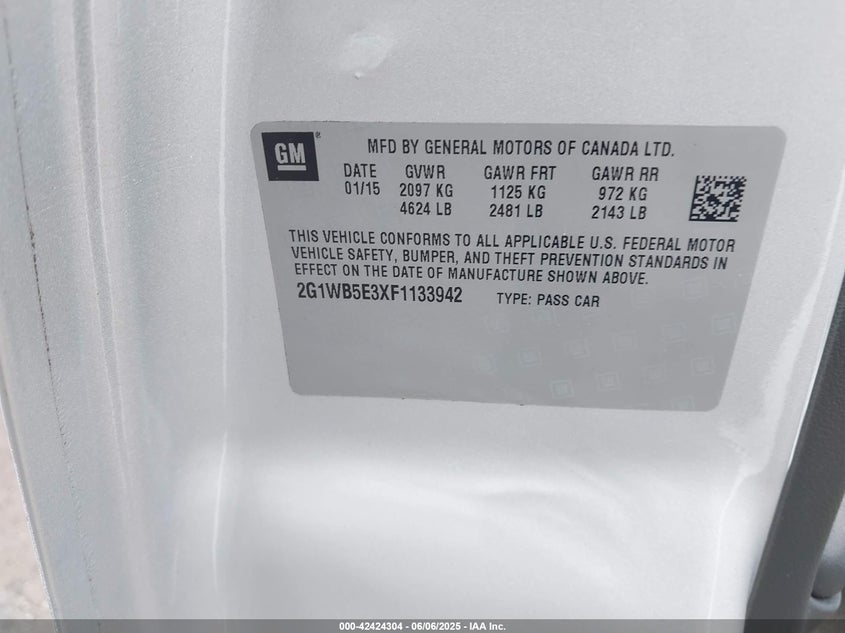 GM®
MFD BY GENERAL MOTORS OF CANADA LTD.
DATE GVWR GAWR FRT GAWR RR
01/15 2097 KG 1125 KG 972 KG
4624 LB 2481 LB 2143 LB
THIS VEHICLE CONFORMS TO ALL APPLICABLE U.S. FEDERAL MOTOR
VEHICLE SAFETY, BUMPER, AND THEFT PREVENTION STANDARDS IN
EFFECT ON THE DATE OF MANUFACTURE SHOWN ABOVE.
2G1WB5E3XF1133942 TYPE: PASS CAR
000-42424304 - 06/06/2025 - IAA Inc.